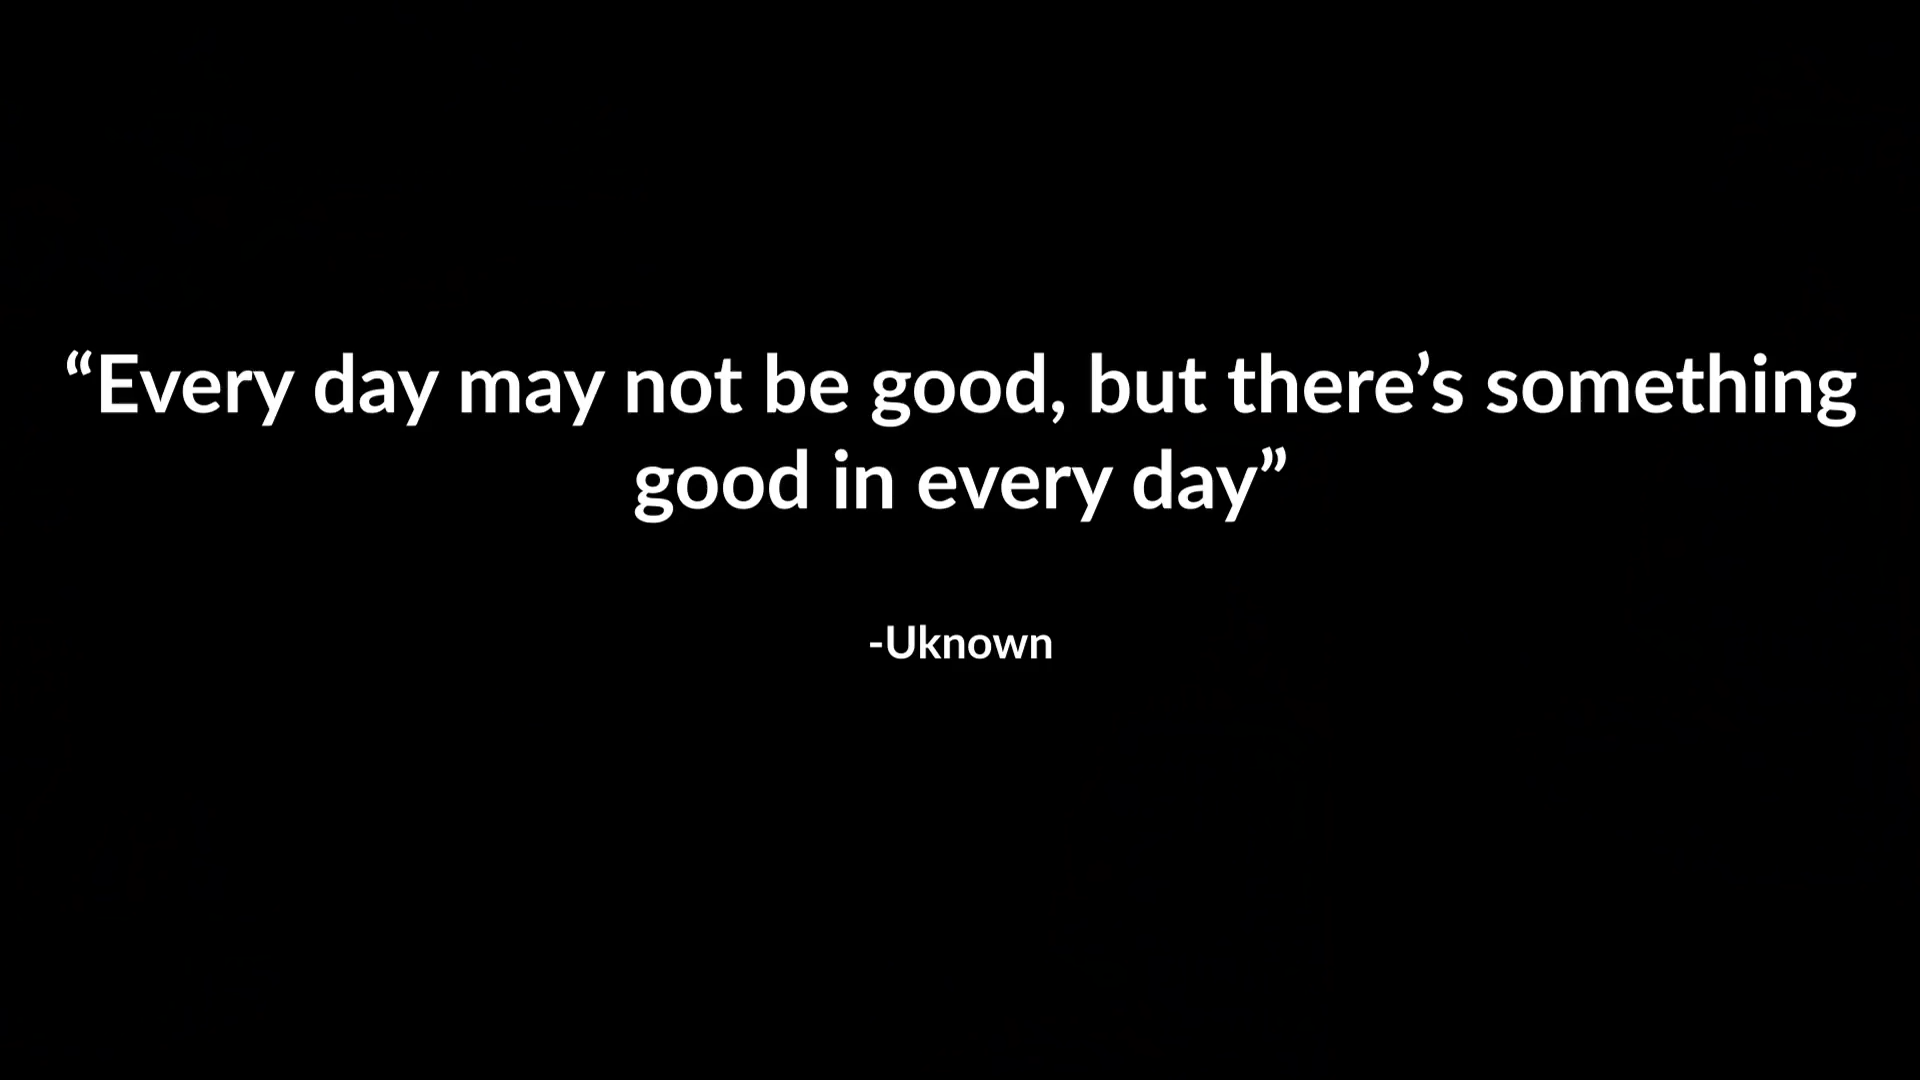 “Every day may not be good, but there’s something
good in every day”
-Uknown